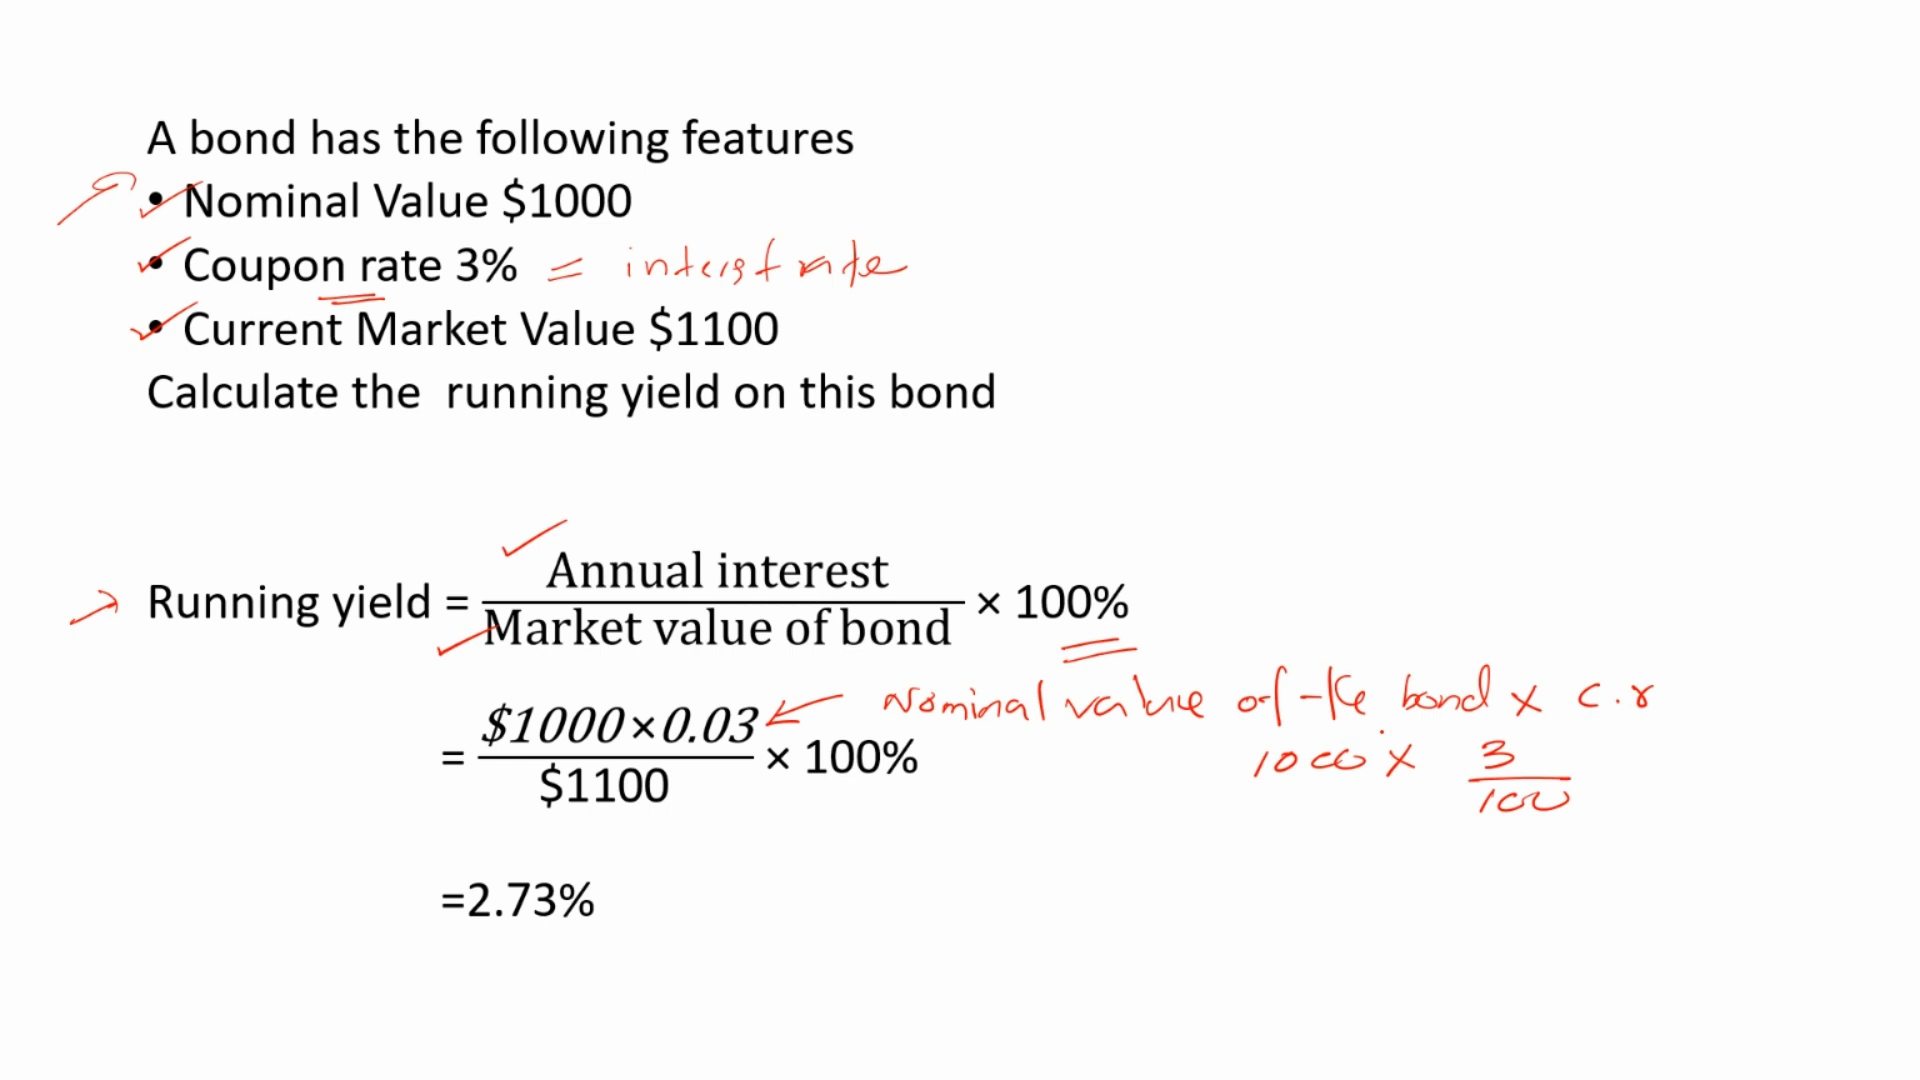 A bond has the following features
• Nominal Value $1000
• Coupon rate 3% = interst rate
• Current Market Value $1100
Calculate the running yield on this bond
Running yield = Annual interest / Market value of bond × 100%
= $1000×0.03 / $1100 × 100%
Nominal value of the bond x c.r
1000 x 3/100
=2.73%